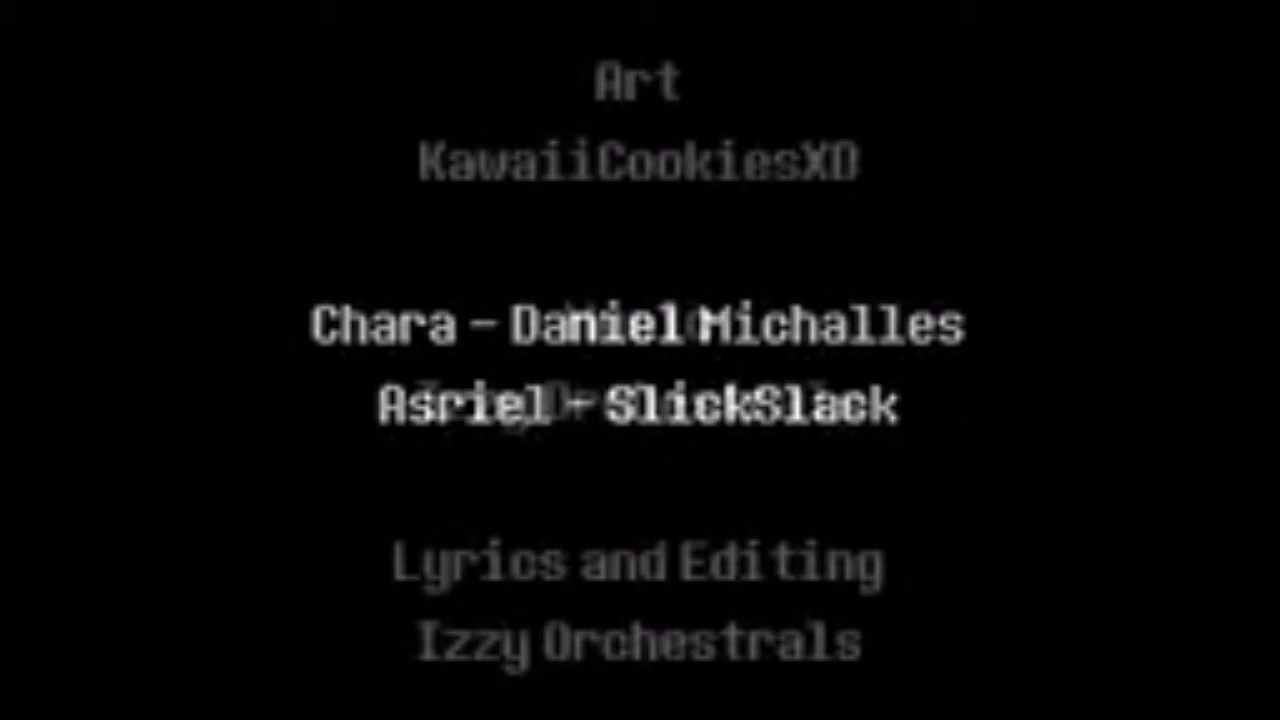 Art
KawaiiCookiesXD
Chara - Daniel Michalles
Asriel - SlickSlack
Lyrics and Editing
Izzy Orchestrals